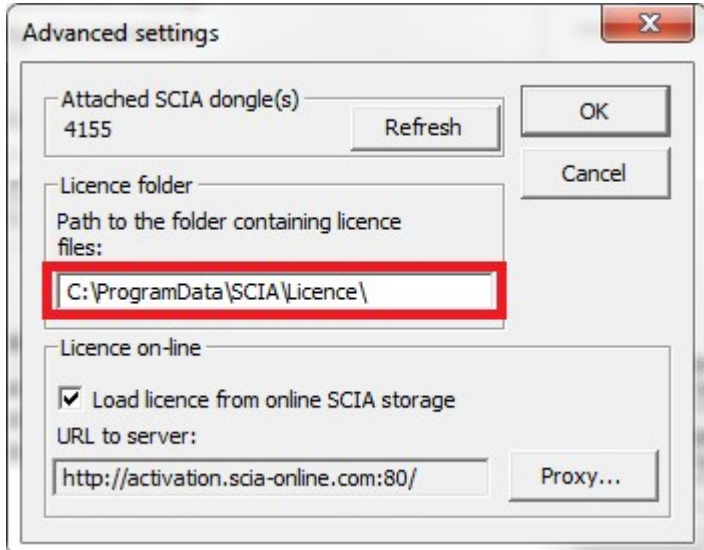 Advanced settings
Attached SCIA dongle(s)
4155
Refresh
OK
Cancel
Licence folder
Path to the folder containing licence
files:
C:\ProgramData\SCIA\Licence\
Licence on-line
Load licence from online SCIA storage
URL to server:
http://activation.scia-online.com:80/
Proxy...